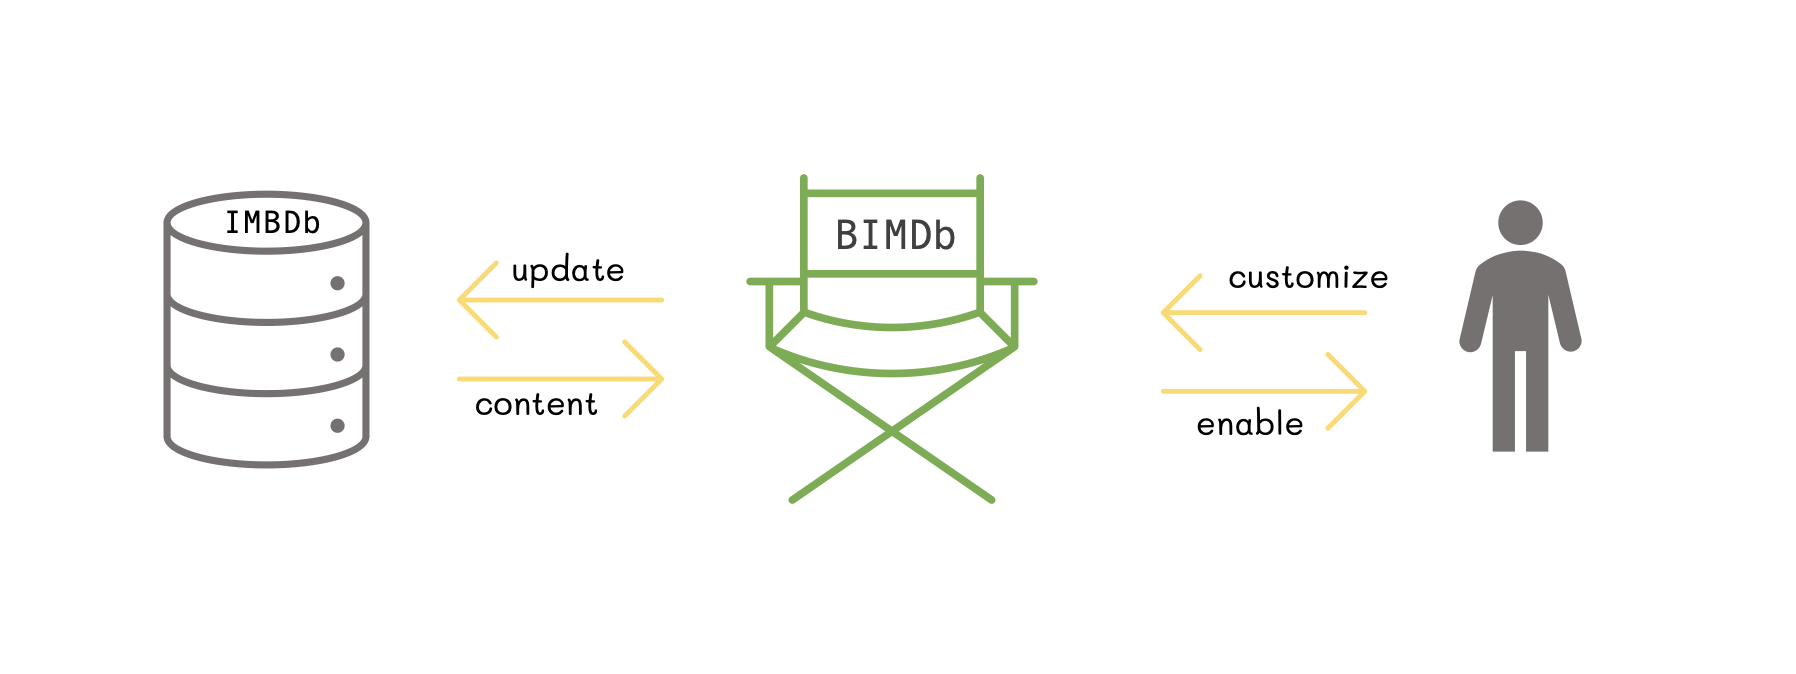 IMBDb
update
content
BIMDb
customize
enable